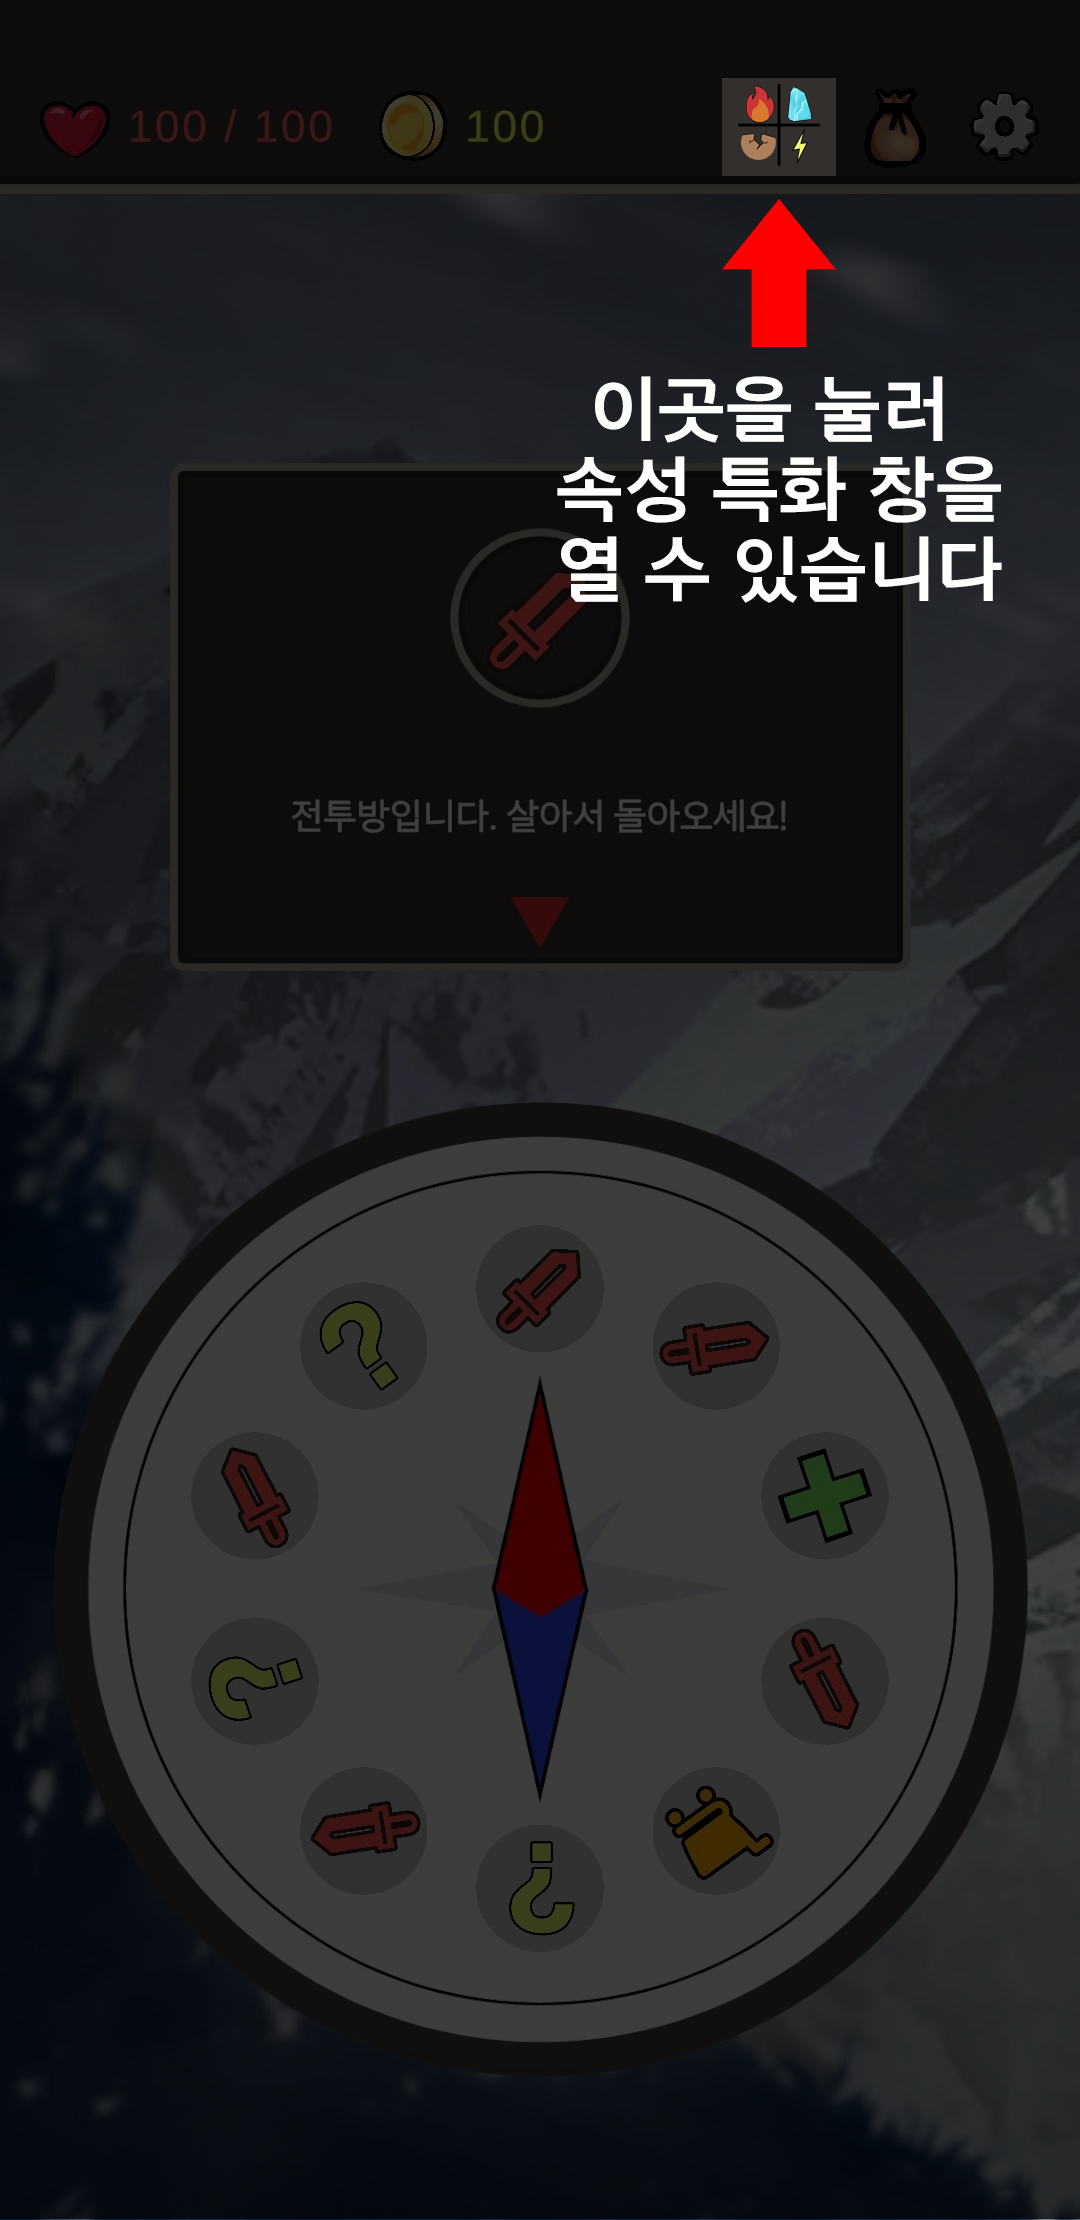 100 / 100
100
이곳을 눌러
속성 특화 창을
열 수 있습니다
전투방입니다. 살아서 돌아오세요!